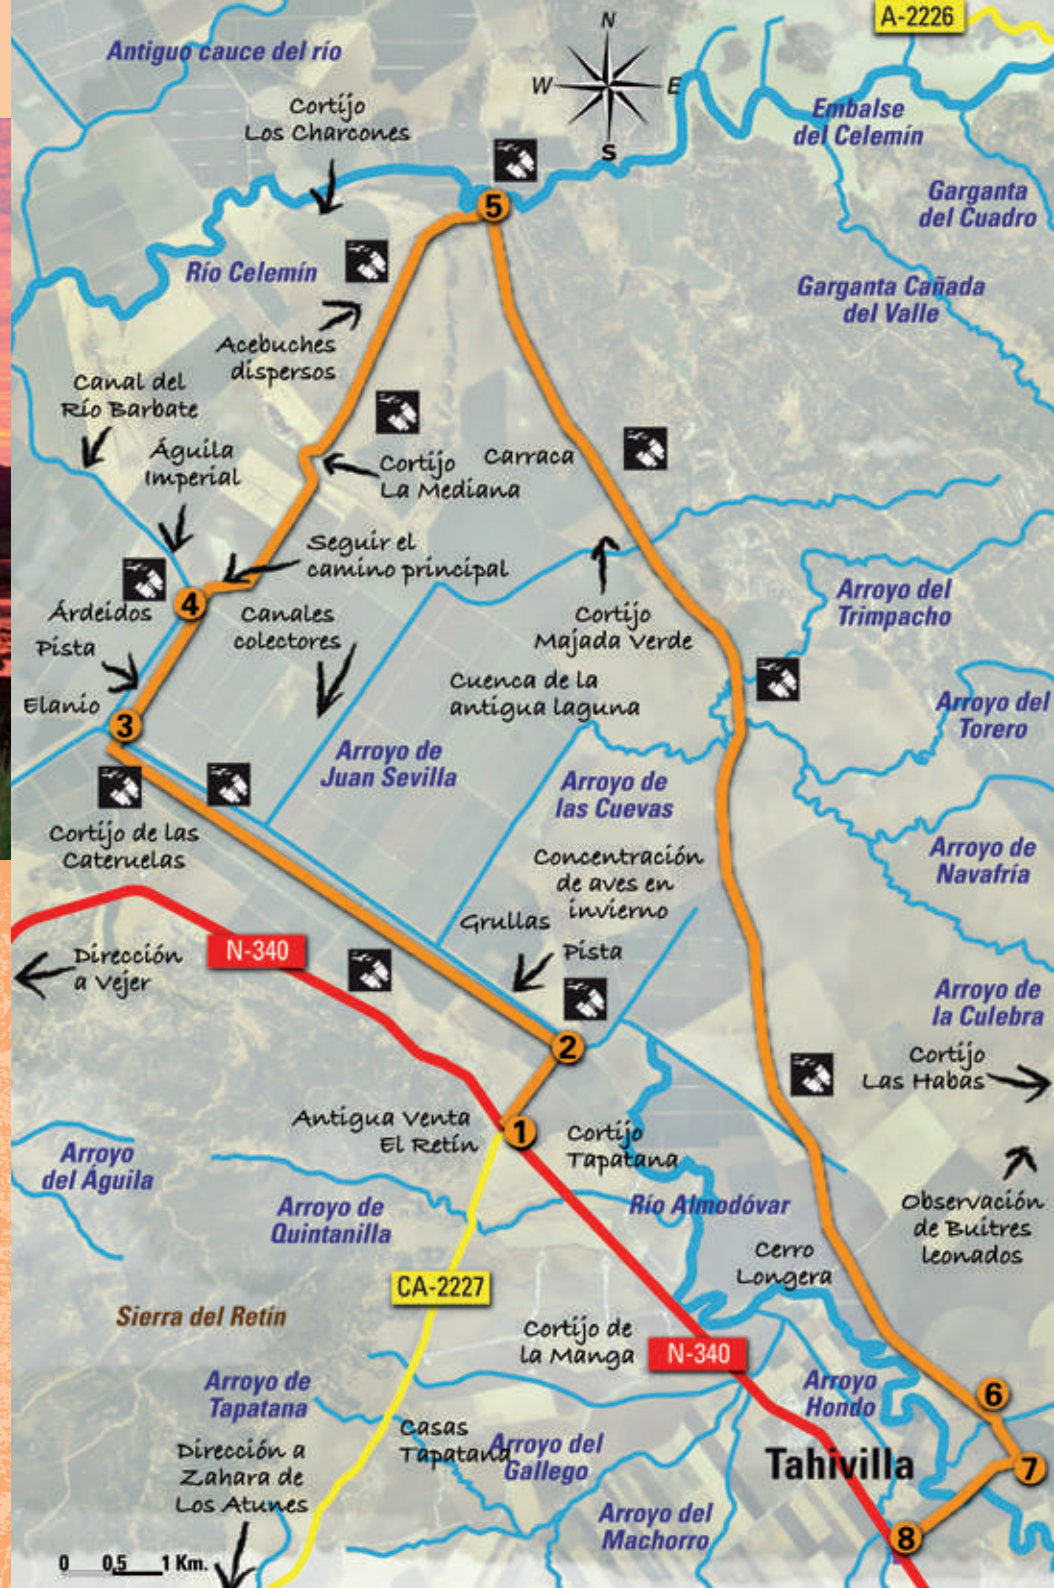 A-2226
N
Antiguo cauce del río
W
E
S
Cortijo
Los Charcones
Embalse
del Celemín
Garganta
del Cuadro
5
Río Celemín
Garganta Cañada
del Valle
Acebuches
dispersos
Canal del
Río Barbate
Águila
Imperial
Cortijo
La Mediana
Carraca
Seguir el
camino principal
4
Árdeidos
Canales
colectores
Cortijo
Majada Verde
Arroyo del
Trimpacho
Pista
Elanio
3
Cuenca de la
antigua laguna
Arroyo del
Torero
Arroyo de
Juan Sevilla
Arroyo de
las Cuevas
Cortijo de las
Cateruelas
Concentración
de aves en
invierno
Arroyo de
Navafría
Grullas
Pista
N-340
Dirección
a Vejer
Arroyo de
la Culebra
2
Cortijo
Las Habas
Antigua Venta
El Retín
1
Cortijo
Tapatana
Arroyo
del Águila
Arroyo de
Quintanilla
Río Almodóvar
Observación
de Buitres
leonados
Cerro
Longera
CA-2227
Sierra del Retín
Cortijo de
la Manga
N-340
Arroyo de
Tapatana
Arroyo
Hondo
6
Casas
Tapatana
Arroyo del
Gallego
Tahivilla
7
Dirección a
Zahara de
Los Atunes
Arroyo del
Machorro
8
0 0,5 1 Km.